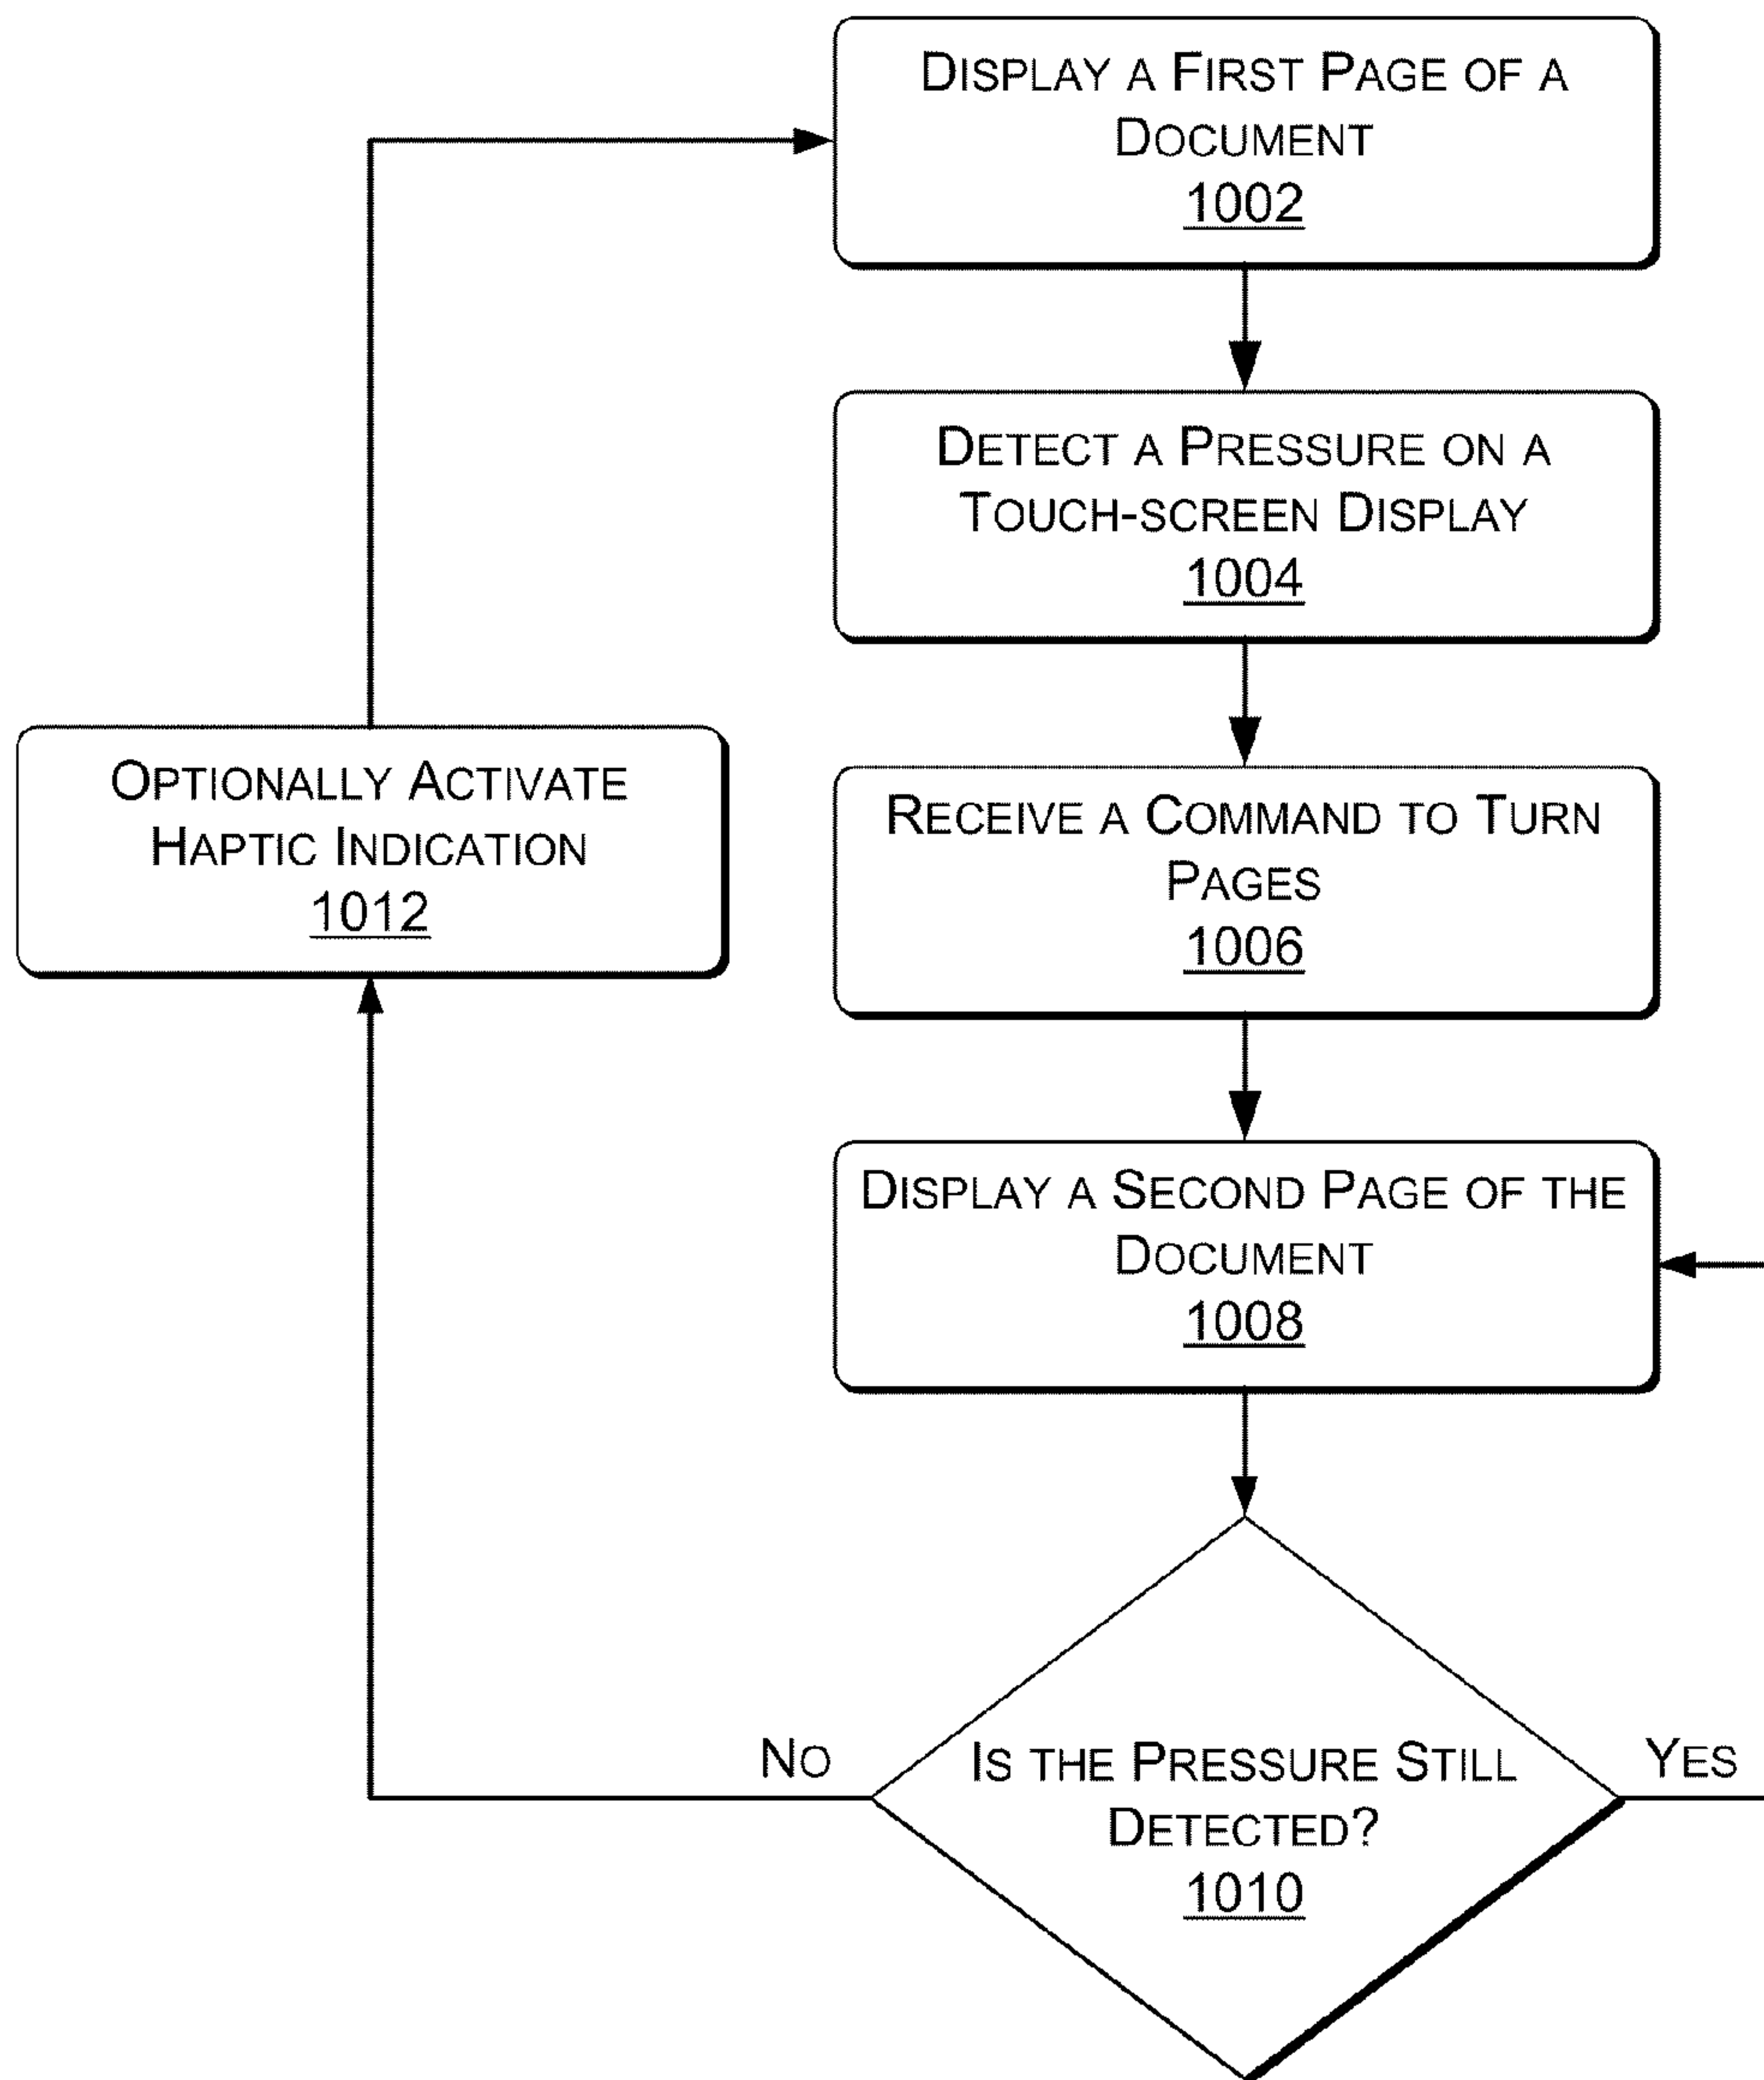 DISPLAY A FIRST PAGE OF A
DOCUMENT
1002
DETECT A PRESSURE ON A
TOUCH-SCREEN DISPLAY
1004
OPTIONALLY ACTIVATE
HAPTIC INDICATION
1012
RECEIVE A COMMAND TO TURN
PAGES
1006
DISPLAY A SECOND PAGE OF THE
DOCUMENT
1008
NO
IS THE PRESSURE STILL
DETECTED?
1010
YES